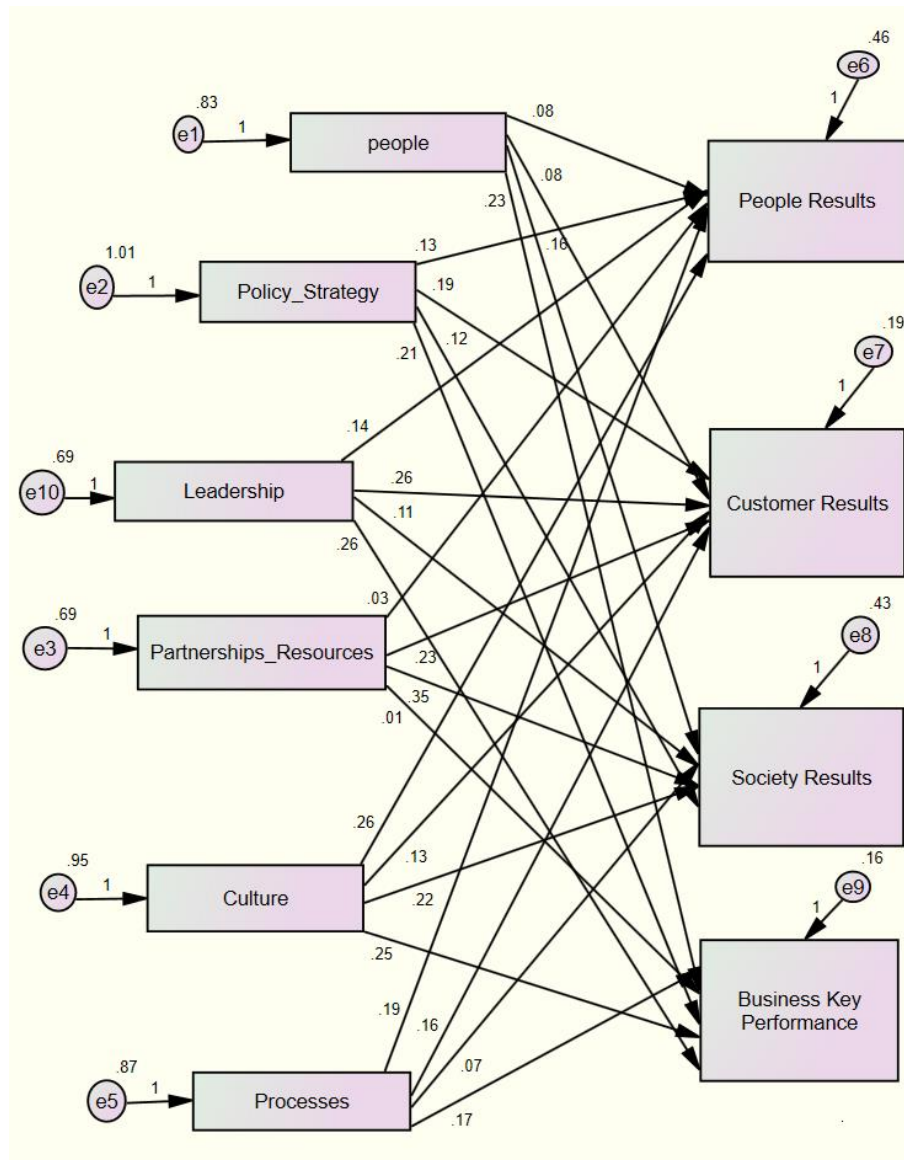 .46
e6
.83
1
.08
e1
1
people
People Results
.08
.23
1.01
.13
.16
e2
1
Policy_Strategy
.19
.19
e7
.12
.21
1
.14
.69
.26
e10
1
Leadership
Customer Results
.11
.26
.03
.69
.43
e3
1
Partnerships_Resources
.23
e8
.35
1
.01
Society Results
.26
.95
.13
.16
e4
1
Culture
.22
e9
1
.25
Business Key
Performance
.19
.16
.87
.07
e5
1
Processes
.17
.